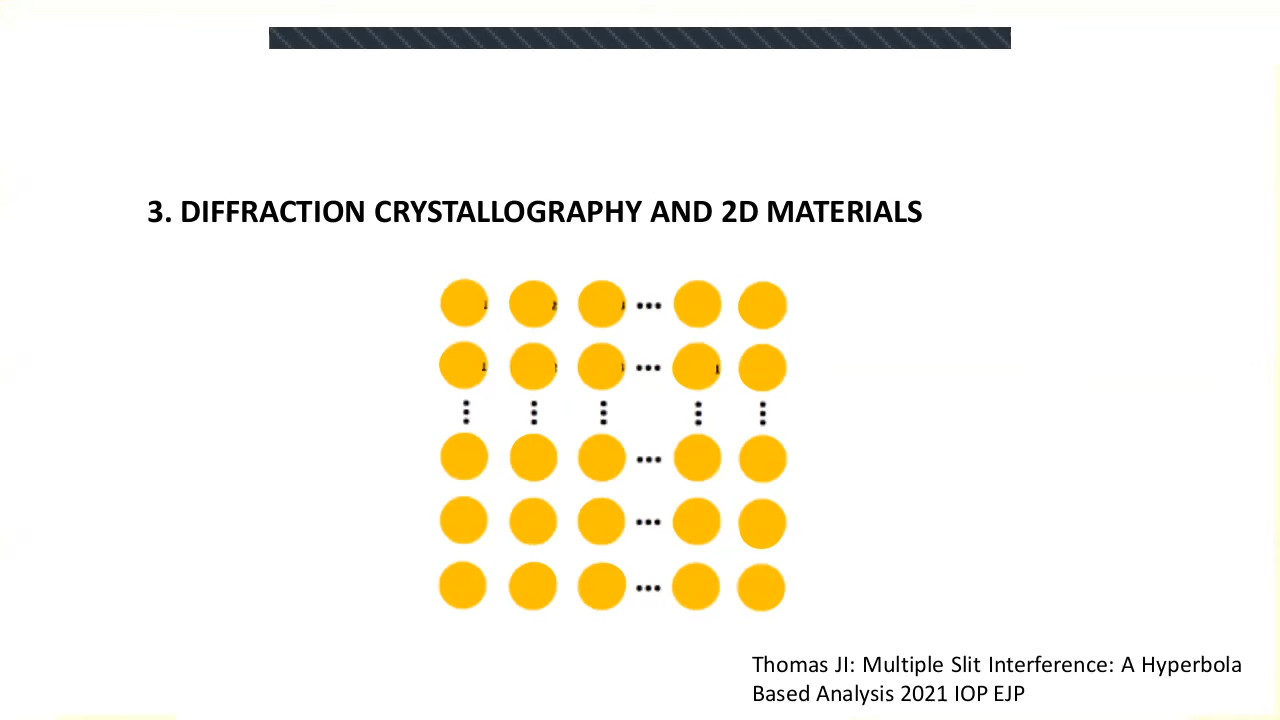 3. DIFFRACTION CRYSTALLOGRAPHY AND 2D MATERIALS
Thomas JI: Multiple Slit Interference: A Hyperbola
Based Analysis 2021 IOP EJP